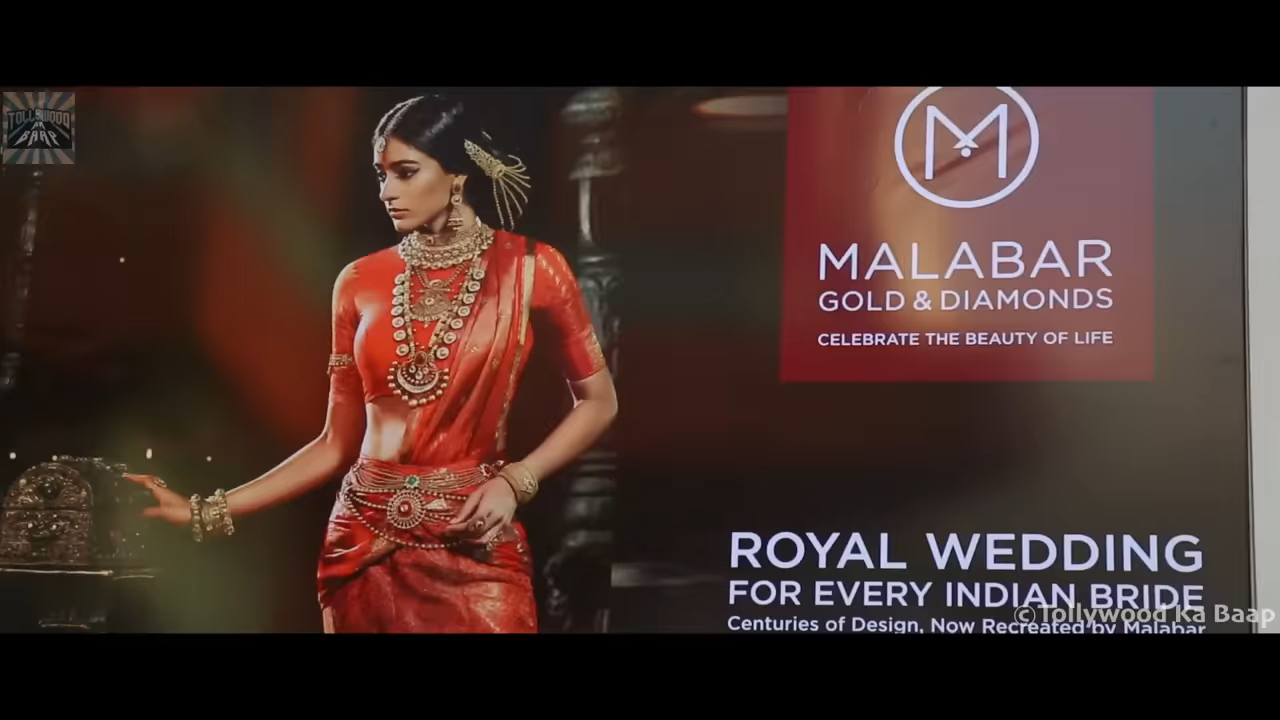 TOLLYWOOD
KA
BAAP
M
MALABAR
GOLD & DIAMONDS
CELEBRATE THE BEAUTY OF LIFE
ROYAL WEDDING
FOR EVERY INDIAN BRIDE
Centuries of Design, Now Recreated by Malabar
©Tollywood Ka Baap